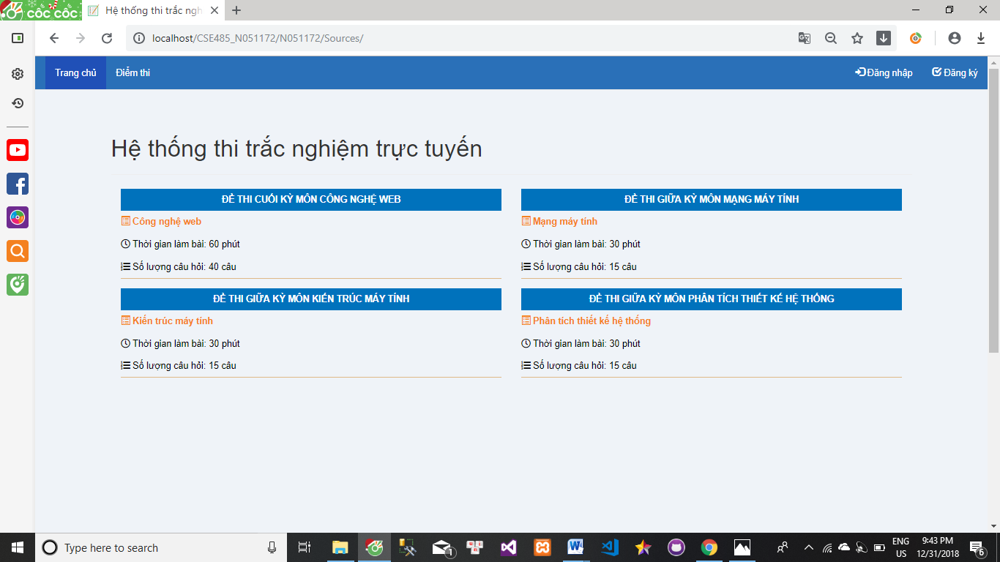 cốc cốc
Hệ thống thi trắc ngh
localhost/CSE485_N051172/N051172/Sources/
Trang chủ
Điểm thi
Đăng nhập
Đăng ký
Hệ thống thi trắc nghiệm trực tuyến
ĐỀ THI CUỐI KỲ MÔN CÔNG NGHỆ WEB
Công nghệ web
Thời gian làm bài: 60 phút
Số lượng câu hỏi: 40 câu
ĐỀ THI GIỮA KỲ MÔN MẠNG MÁY TÍNH
Mạng máy tính
Thời gian làm bài: 30 phút
Số lượng câu hỏi: 15 câu
ĐỀ THI GIỮA KỲ MÔN KIẾN TRÚC MÁY TÍNH
Kiến trúc máy tính
Thời gian làm bài: 30 phút
Số lượng câu hỏi: 15 câu
ĐỀ THI GIỮA KỲ MÔN PHÂN TÍCH THIẾT KẾ HỆ THỐNG
Phân tích thiết kế hệ thống
Thời gian làm bài: 30 phút
Số lượng câu hỏi: 15 câu
Type here to search
1
ENG
US
9:43 PM
12/31/2018
6